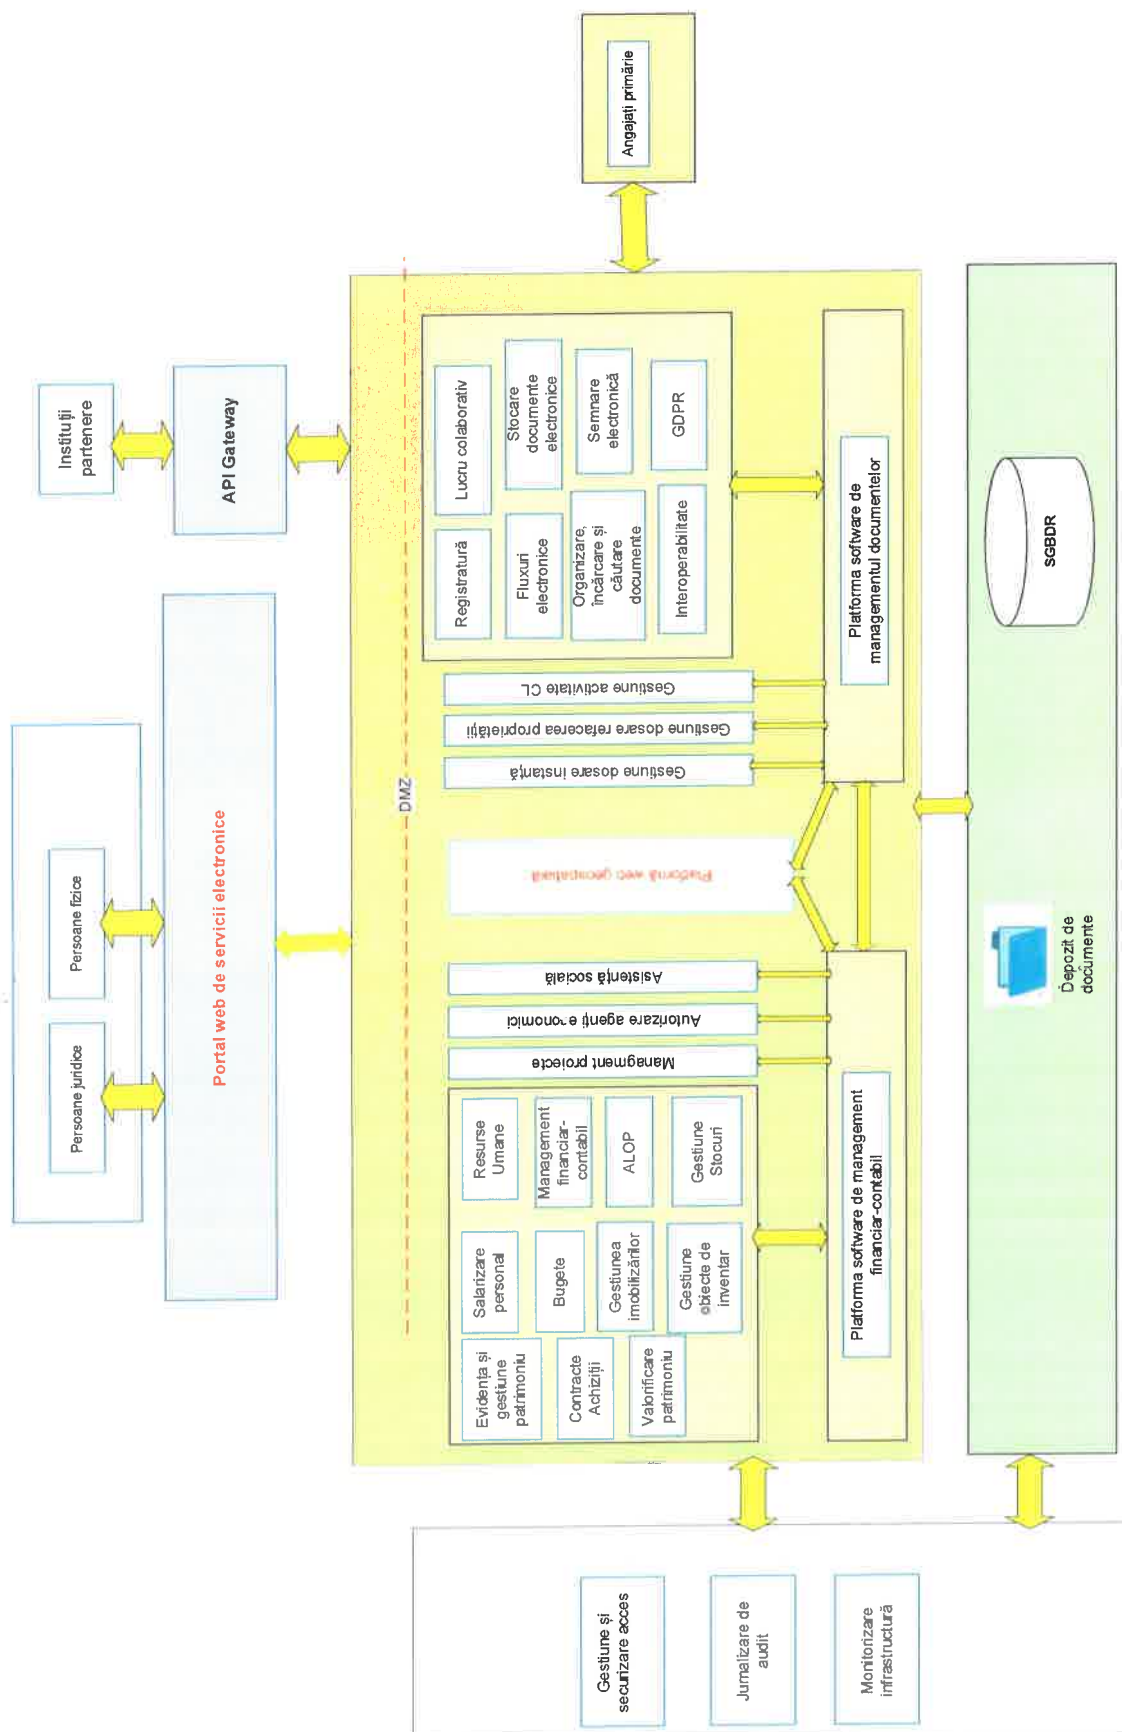 Persoane juridice
Persoane fizice
Instituții
partenere
Portal web de servicii electronice
API Gateway
DMZ
Gestiune și
securizare acces
Jurnalizare de
audit
Monitorizare
infrastructură
Evidența și
gestiune
patrimoniu
Salarizare
personal
Resurse
Umane
Contracte
Achiziții
Bugete
Management
financiar-
contabil
Valorificare
patrimoniu
Gestiunea
imobilizărilor
ALOP
Gestiune
obiecte de
inventar
Gestiune
Stocuri
Managment proiecte
Autorizare agenți economici
Asistență socială
Platformă web geospațială
Gestiune dosare instanță
Gestiune dosare refacerea proprietății
Gestiune activitate CL
Registratură
Lucru colaborativ
Fluxuri
electronice
Stocare
documente
electronice
Organizare,
încărcare și
căutare
documente
Semnare
electronică
Interoperabilitate
GDPR
Platforma software de management
financiar-contabil
Platforma software de
managementul documentelor
Angajați primărie
Depozit de
documente
SGBDR